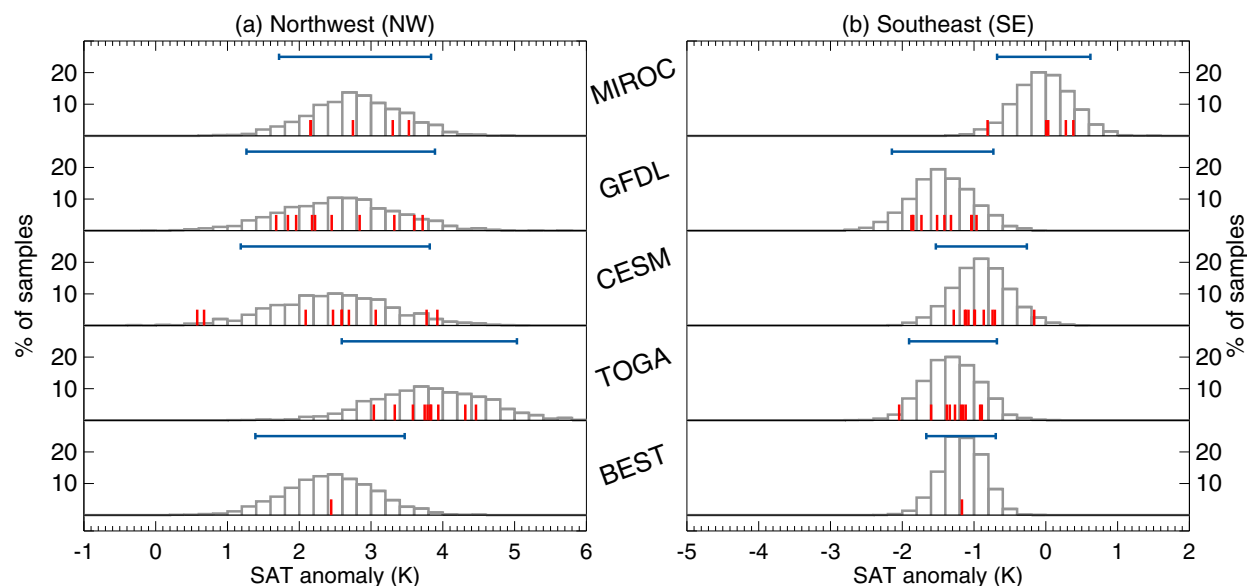 (a) Northwest (NW)
(b) Southeast (SE)
20
10
MIROC
20
10
20
10
GFDL
20
10
20
10
CESM
20
10
20
10
TOGA
20
10
20
10
BEST
20
10
% of samples
% of samples
-1 0 1 2 3 4 5 6
-5 -4 -3 -2 -1 0 1 2
SAT anomaly (K)
SAT anomaly (K)